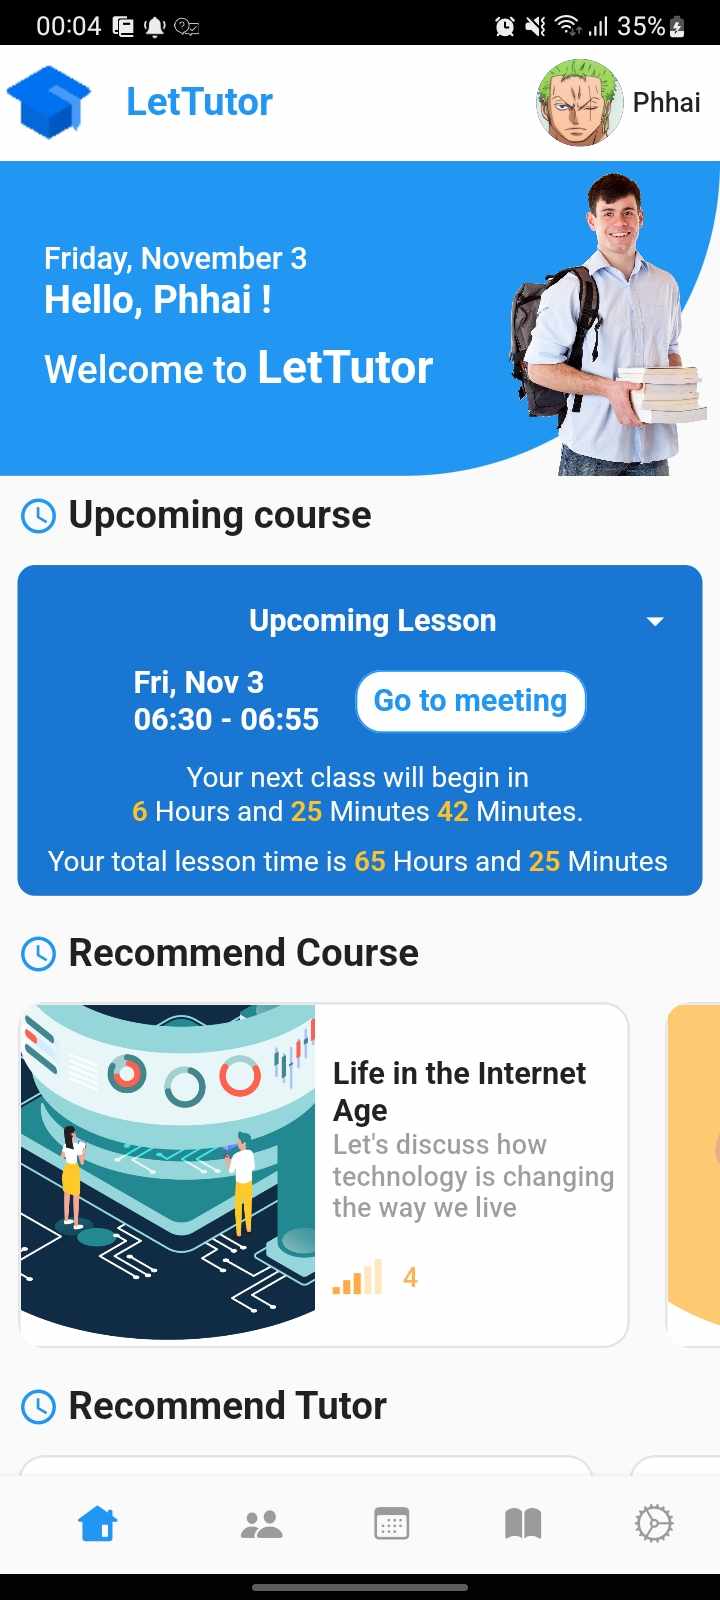 00:04
35%
LetTutor
Phhai
Friday, November 3
Hello, Phhai !
Welcome to LetTutor
Upcoming course
Upcoming Lesson
Fri, Nov 3
06:30 - 06:55
Go to meeting
Your next class will begin in
6 Hours and 25 Minutes 42 Minutes.
Your total lesson time is 65 Hours and 25 Minutes
Recommend Course
Life in the Internet
Age
Let's discuss how
technology is changing
the way we live
4
Recommend Tutor